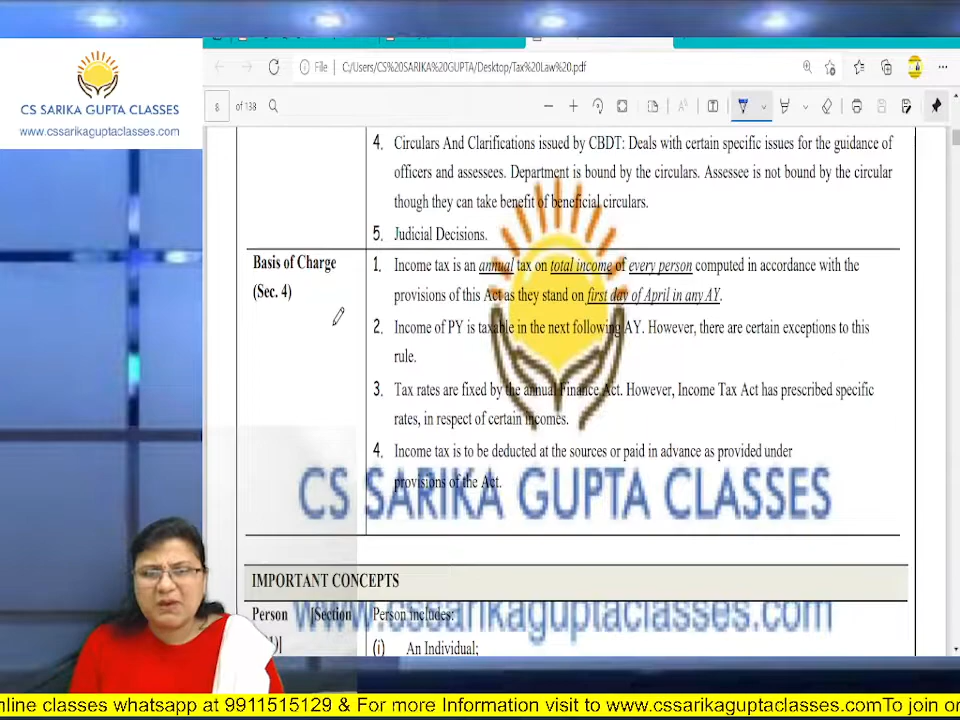 CS SARIKA GUPTA CLASSES
www.cssarikaguptaclasses.com
File C:/Users/CS%20SARIKA%20GUPTA/Desktop/Tax%20Law%20.pdf
8 of 138
4. Circulars And Clarifications issued by CBDT: Deals with certain specific issues for the guidance of
officers and assessees. Department is bound by the circulars. Assessee is not bound by the circular
though they can take benefit of beneficial circulars.
5. Judicial Decisions.
Basis of Charge
(Sec. 4)
1. Income tax is an annual tax on total income of every person computed in accordance with the
provisions of this Act as they stand on first day of April in any AY.
2. Income of PY is taxable in the next following AY. However, there are certain exceptions to this
rule.
3. Tax rates are fixed by the annual Finance Act. However, Income Tax Act has prescribed specific
rates, in respect of certain incomes.
4. Income tax is to be deducted at the sources or paid in advance as provided under
provisions of the Act.
CS SARIKA GUPTA CLASSES
IMPORTANT CONCEPTS
www.cssarikaguptaclasses.com
Person [Section
Person includes:
(i) An Individual;
nline classes whatsapp at 9911515129 & For more Information visit to www.cssarikaguptaclasses.comTo join on